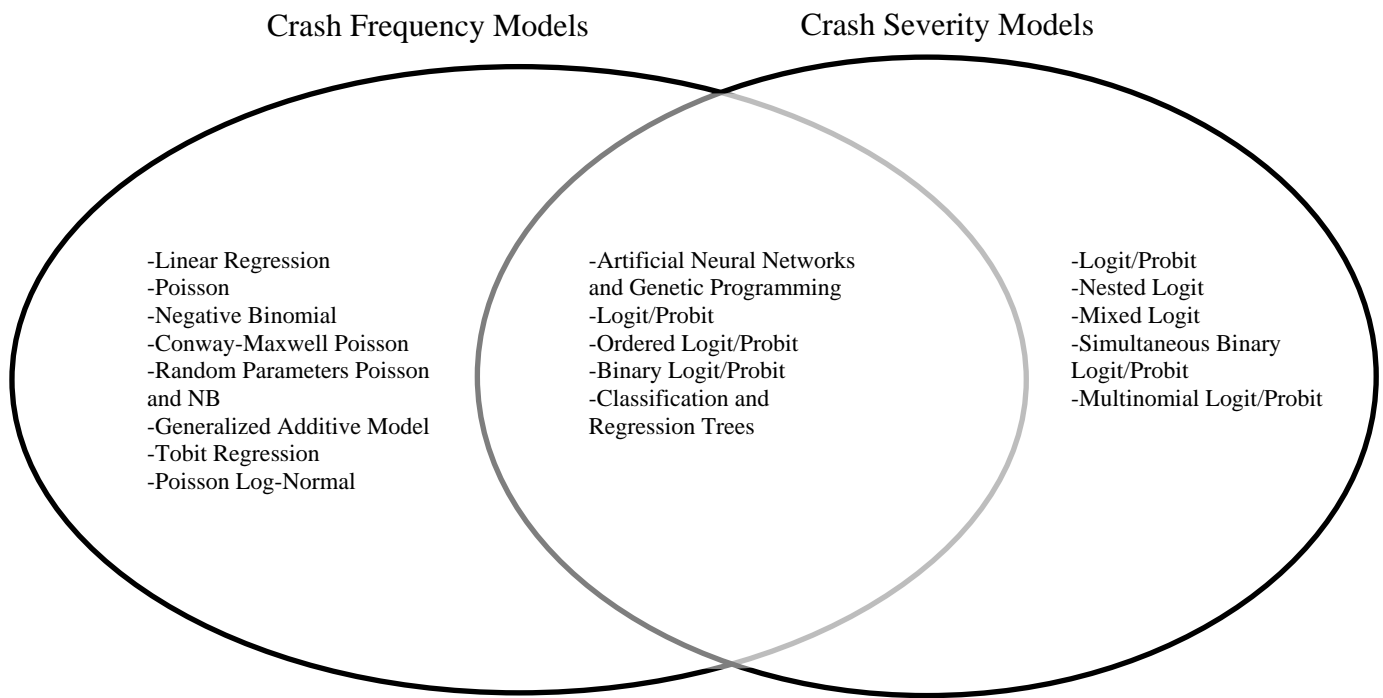 Crash Frequency Models
Crash Severity Models
-Linear Regression
-Poisson
-Negative Binomial
-Conway-Maxwell Poisson
-Random Parameters Poisson
and NB
-Generalized Additive Model
-Tobit Regression
-Poisson Log-Normal
-Artificial Neural Networks
and Genetic Programming
-Logit/Probit
-Ordered Logit/Probit
-Binary Logit/Probit
-Classification and
Regression Trees
-Logit/Probit
-Nested Logit
-Mixed Logit
-Simultaneous Binary
Logit/Probit
-Multinomial Logit/Probit